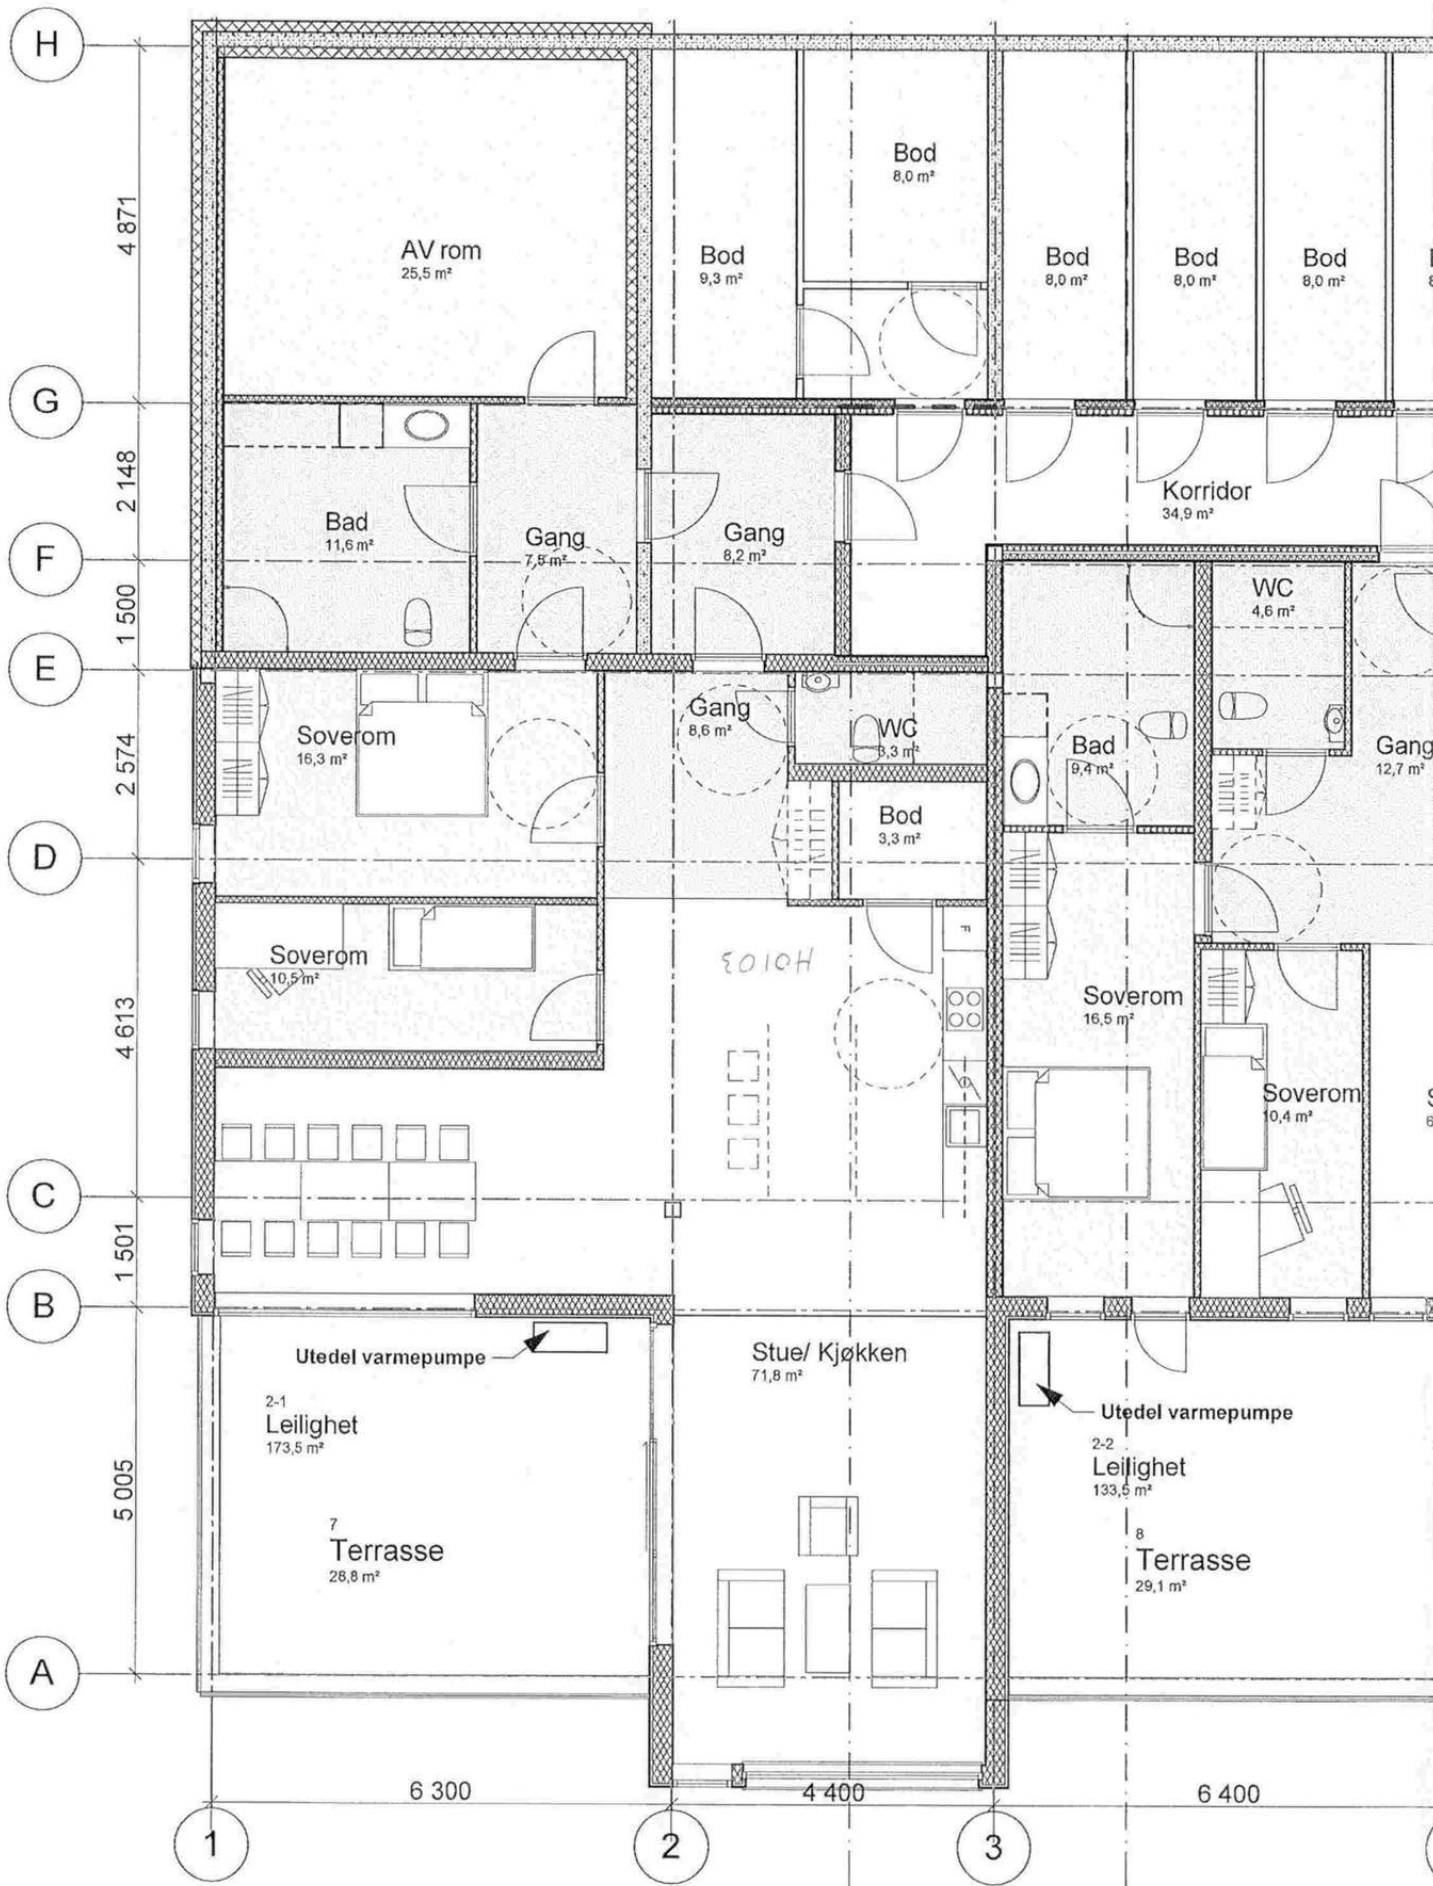 H
4 871
AV rom
25,5 m²
Bod
9,3 m²
Bod
8,0 m²
Bod
8,0 m²
Bod
8,0 m²
Bod
8,0 m²
G
2 148
Bad
11,6 m²
Gang
7,5 m²
Gang
8,2 m²
Korridor
34,9 m²
F
1 500
WC
4,6 m²
E
2 574
Soverom
16,3 m²
Gang
8,6 m²
WC
3,3 m²
Bad
9,4 m²
Gang
12,7 m²
Bod
3,3 m²
D
4 613
Soverom
10,5 m²
H0103
F
Soverom
16,5 m²
Soverom
10,4 m²
C
1 501
B
Utedel varmepumpe
Stue/ Kjøkken
71,8 m²
2-1
Leilighet
173,5 m²
Utedel varmepumpe
2-2
Leilighet
133,5 m²
5 005
7
Terrasse
28,8 m²
8
Terrasse
29,1 m²
A
6 300
4 400
6 400
1
2
3